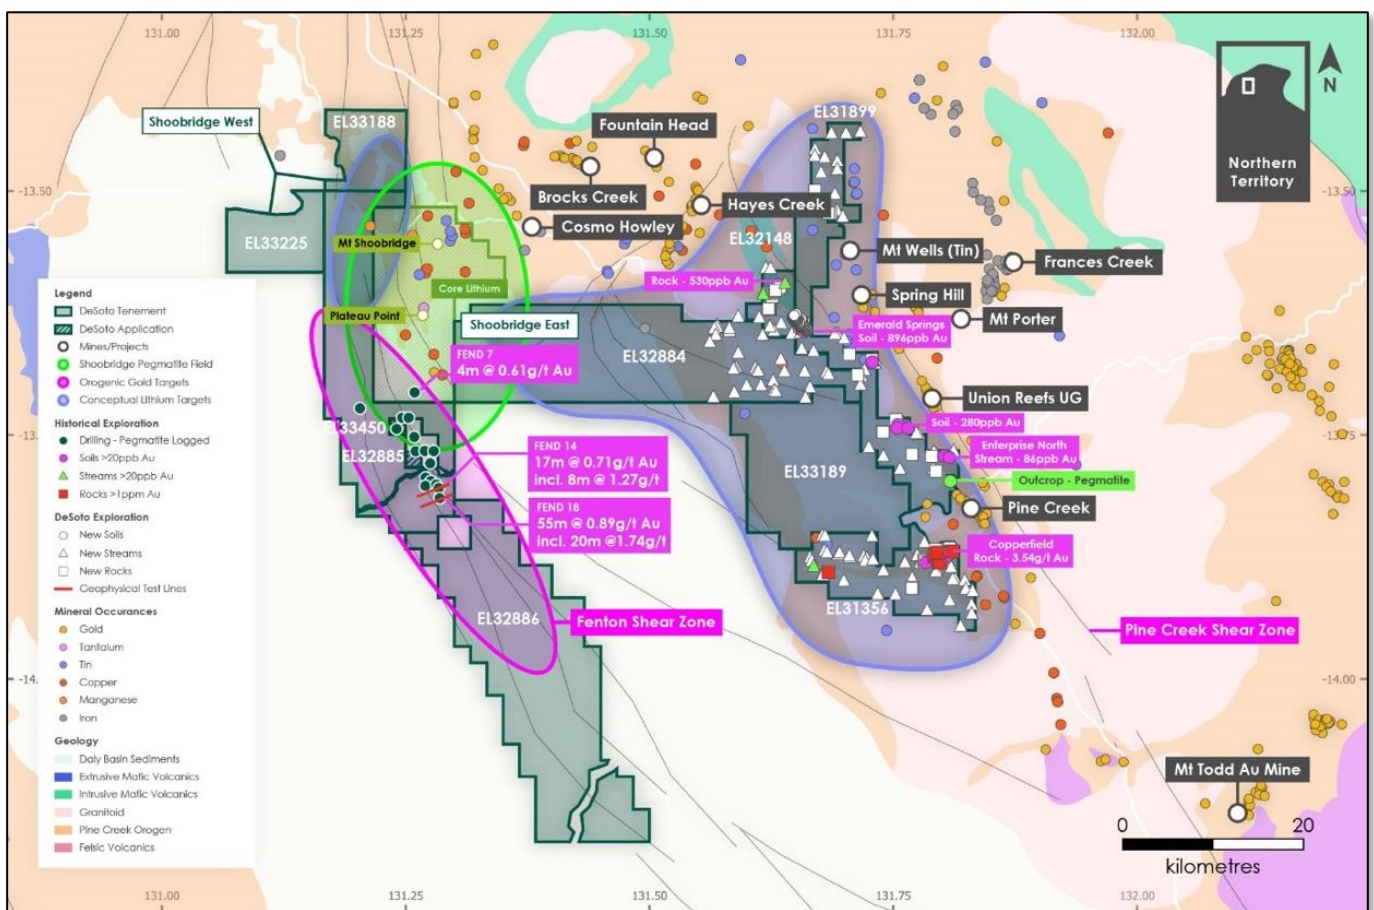 131.00
131.25
131.50
131.75
132.00
EL33188
Shoobridge West
Fountain Head
EL31899
N
Northern
Territory
-13.50
-13.50
Brocks Creek
Hayes Creek
Cosmo Howley
EL33225
Mt Shoobridge
EL32148
Mt Wells (Tin)
Frances Creek
Rock - 530ppb Au
Core Lithium
Spring Hill
Plateau Point
Shoobridge East
Mt Porter
Emerald Springs
Soil - 896ppb Au
EL32884
FEND 7
4m @ 0.61g/t Au
Union Reefs UG
EL33450
Soil - 280ppb Au
-13.
-13.75
EL32885
FEND 14
17m @ 0.71g/t Au
incl. 8m @ 1.27g/t
Enterprise North
Stream - 86ppb Au
EL33189
Outcrop - Pegmatite
Pine Creek
FEND 18
55m @ 0.89g/t Au
incl. 20m @1.74g/t
Copperfield
Rock - 3.54g/t Au
EL31356
EL32886
Fenton Shear Zone
Pine Creek Shear Zone
-14.
-14.00
Mt Todd Au Mine
0
20
kilometres
Legend
DeSoto Tenement
DeSoto Application
Mines/Projects
Shoobridge Pegmatite Field
Orogenic Gold Targets
Conceptual Lithium Targets
Historical Exploration
Drilling - Pegmatite Logged
Soils >20ppb Au
Streams >20ppb Au
Rocks >1ppm Au
DeSoto Exploration
New Soils
New Streams
New Rocks
Geophysical Test Lines
Mineral Occurances
Gold
Tantalum
Tin
Copper
Manganese
Iron
Geology
Daly Basin Sediments
Extrusive Mafic Volcanics
Intrusive Mafic Volcanics
Granitoid
Pine Creek Orogen
Felsic Volcanics
131.00
131.25
131.50
131.75
132.00